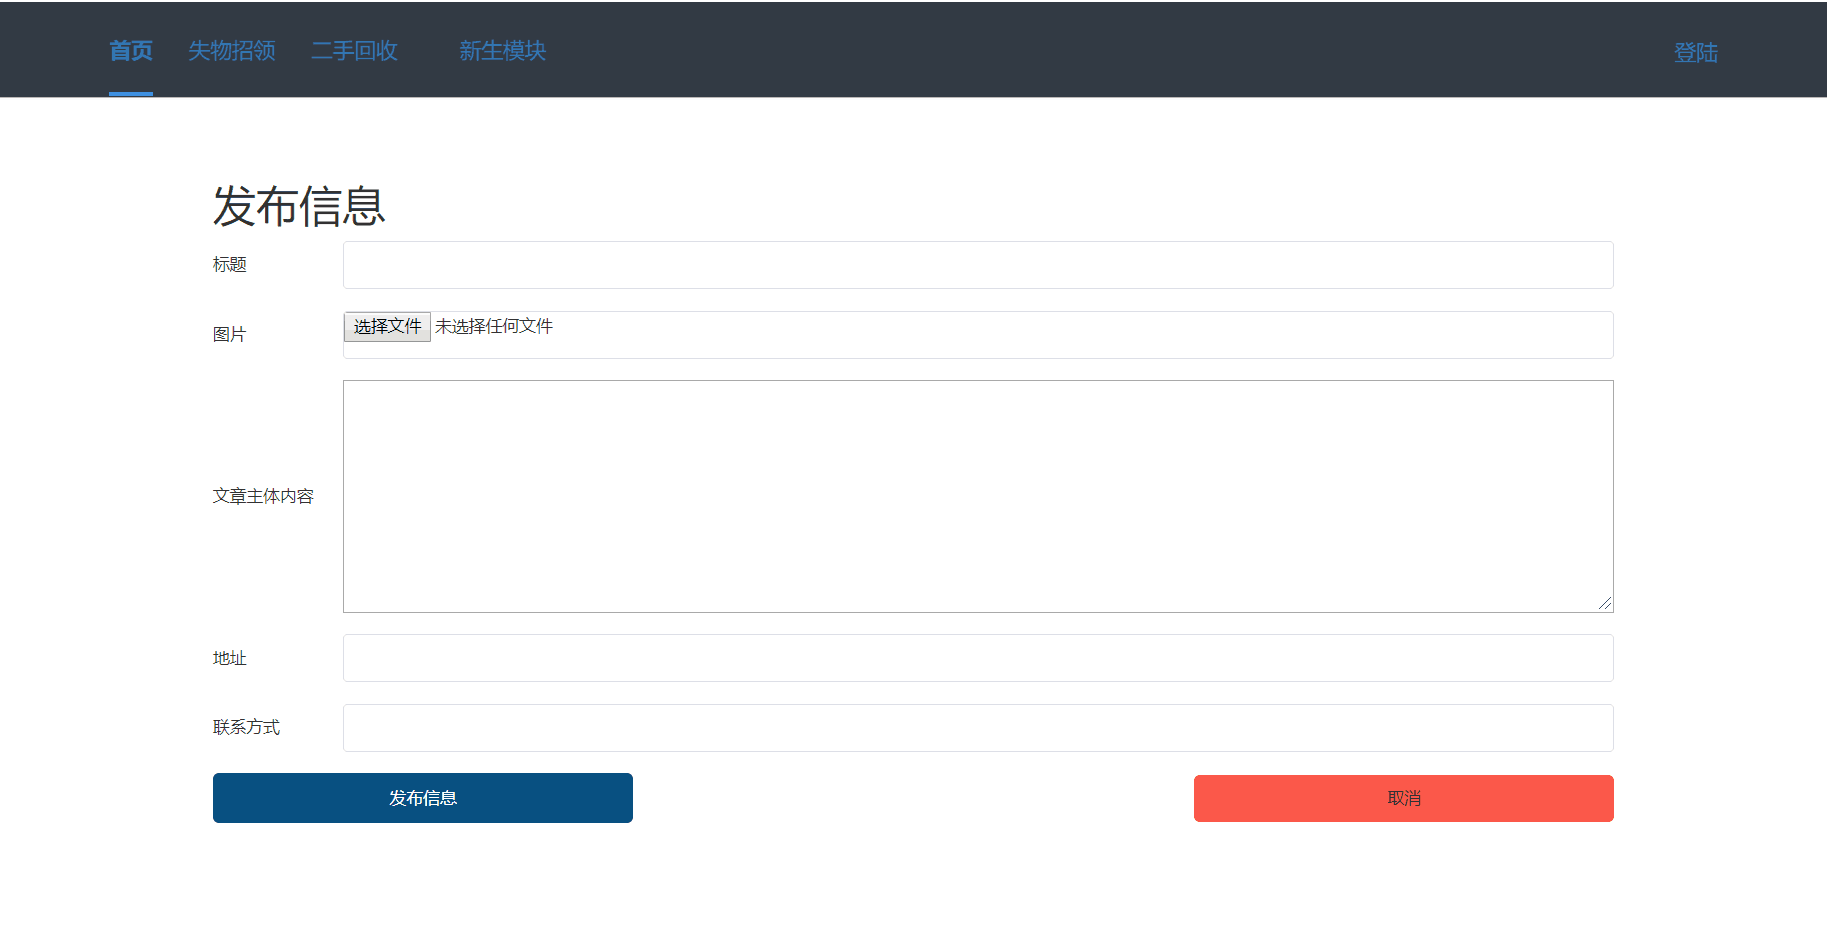 首页 失物招领 二手回收 新生模块 登陆
发布信息
标题
图片 选择文件 未选择任何文件
文章主体内容
地址
联系方式
发布信息 取消